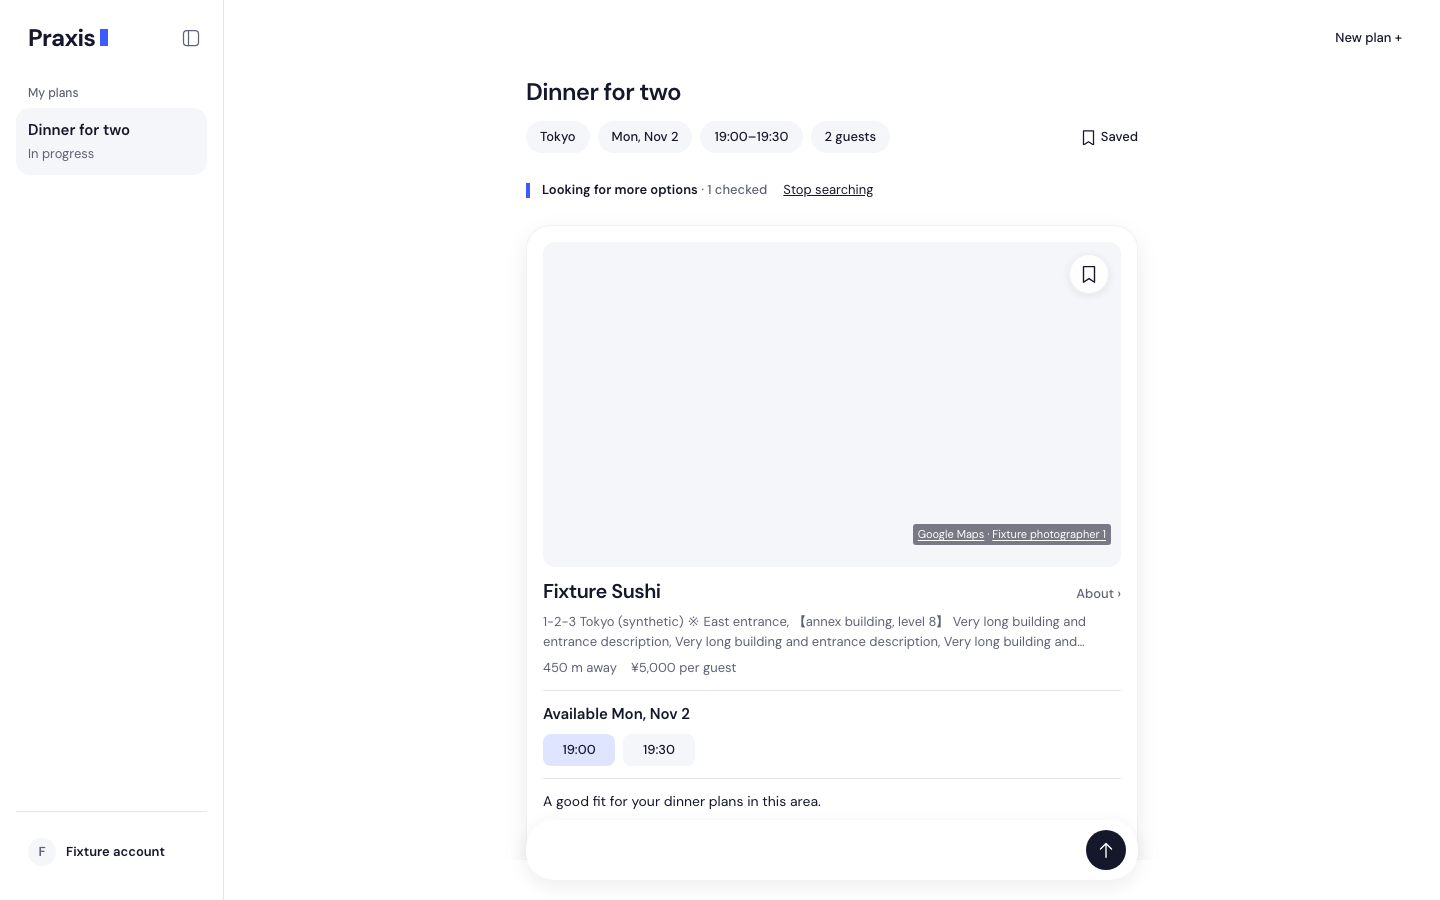 Praxis
New plan +
My plans
Dinner for two
In progress
Dinner for two
Tokyo
Mon, Nov 2
19:00–19:30
2 guests
Saved
Looking for more options · 1 checked
Stop searching
Google Maps · Fixture photographer 1
Fixture Sushi
About ›
1-2-3 Tokyo (synthetic) ※ East entrance, 【annex building, level 8】 Very long building and
entrance description, Very long building and entrance description, Very long building and…
450 m away
¥5,000 per guest
Available Mon, Nov 2
19:00
19:30
A good fit for your dinner plans in this area.
F
Fixture account